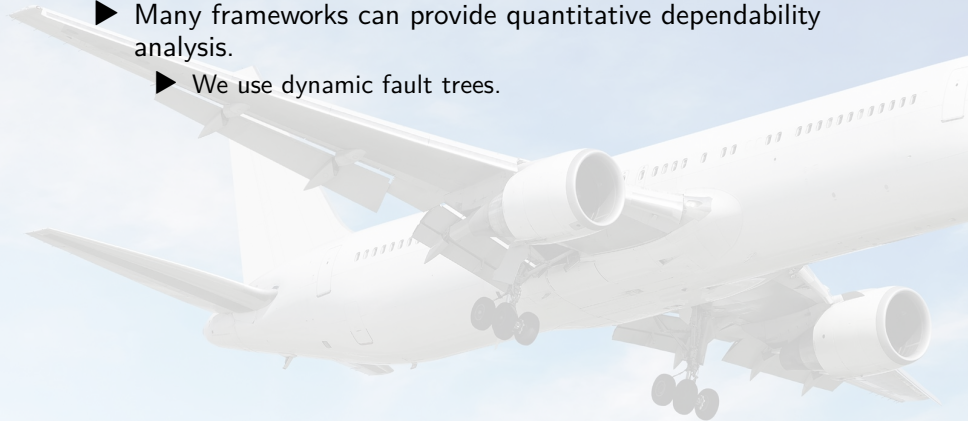 ▶ Many frameworks can provide quantitative dependability
analysis.
▶ We use dynamic fault trees.